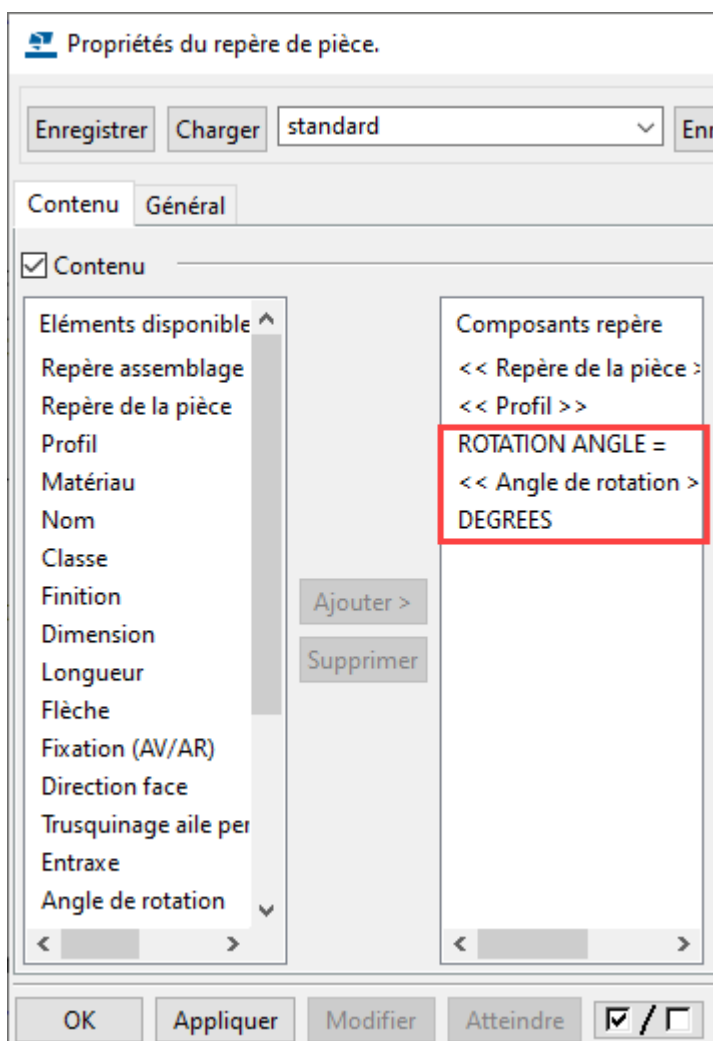 Propriétés du repère de pièce.
Enregistrer Charger standard Enr
Contenu Général
Contenu
Eléments disponible
Repère assemblage
Repère de la pièce
Profil
Matériau
Nom
Classe
Finition
Dimension
Longueur
Flèche
Fixation (AV/AR)
Direction face
Trusquinage aile per
Entraxe
Angle de rotation
Ajouter >
Supprimer
Composants repère
<< Repère de la pièce >
<< Profil >>
ROTATION ANGLE =
<< Angle de rotation >
DEGREES
OK Appliquer Modifier Atteindre /